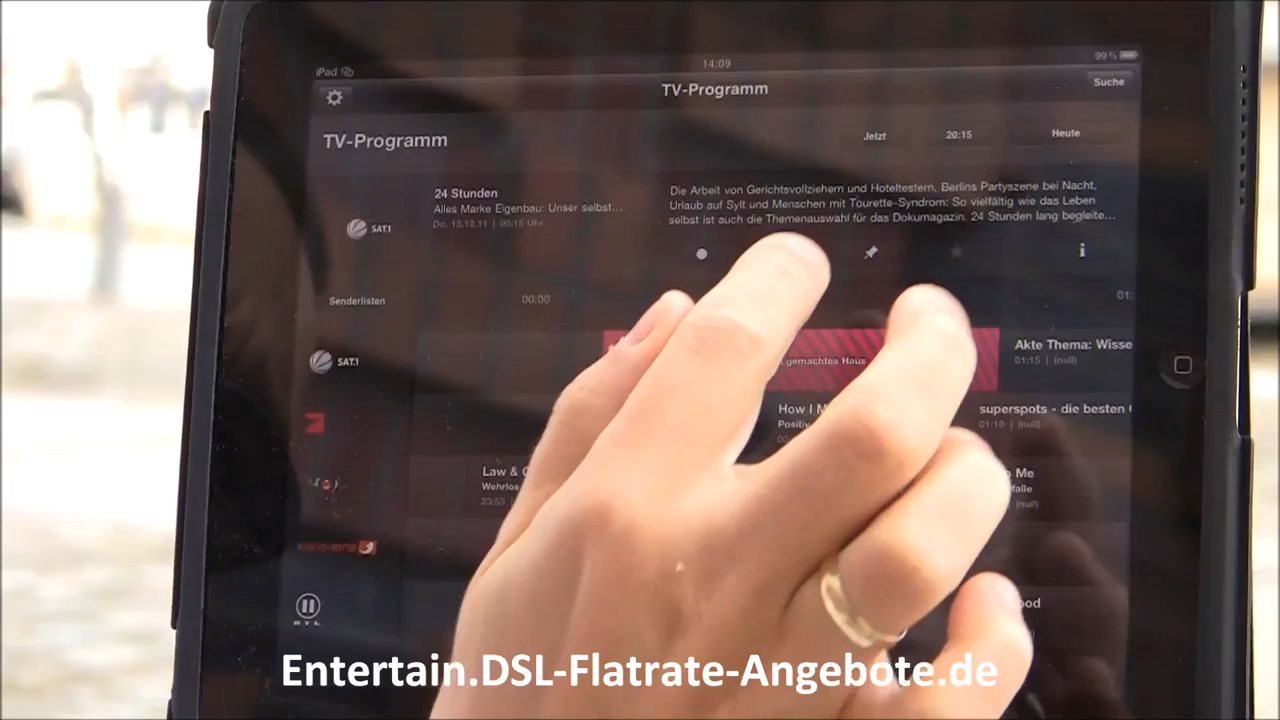 iPad
14:09
99%
TV-Programm
Suche
TV-Programm
Jetzt
20:15
Heute
24 Stunden
Alles Marke Eigenbau: Unser selbst...
Do, 13.10.11 | 00:15 Uhr
SAT.1
Die Arbeit von Gerichtsvollziehern und Hoteltestern, Berlins Partyszene bei Nacht,
Urlaub auf Sylt und Menschen mit Tourette-Syndrom: So vielfältig wie das Leben
selbst ist auch die Themenauswahl für das Dokumagazin. 24 Stunden lang begleite...
Senderlisten
00:00
01:
SAT.1
gemachtes Haus
Akte Thema: Wisse
01:15 | (null)
How I M
Positiv
superspots - die besten
01:10 | (null)
Law &
Wehrlos
23:55 |
Me
falle
(null)
ood
RTL
Entertain.DSL-Flatrate-Angebote.de